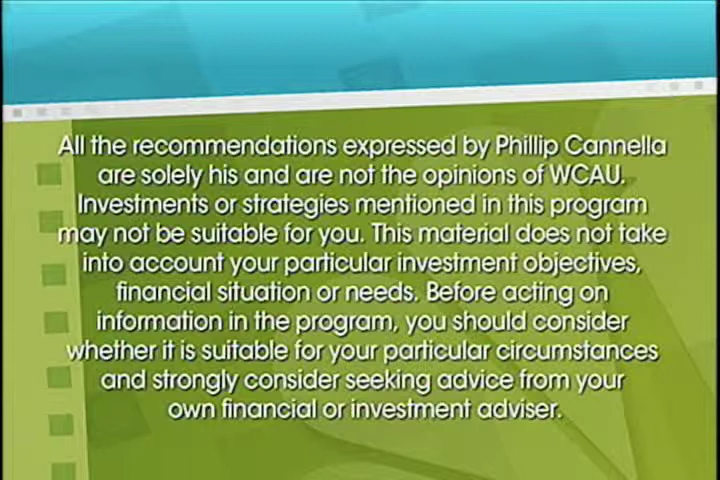 All the recommendations expressed by Phillip Cannella
are solely his and are not the opinions of WCAU.
Investments or strategies mentioned in this program
may not be suitable for you. This material does not take
into account your particular investment objectives,
financial situation or needs. Before acting on
information in the program, you should consider
whether it is suitable for your particular circumstances
and strongly consider seeking advice from your
own financial or investment adviser.